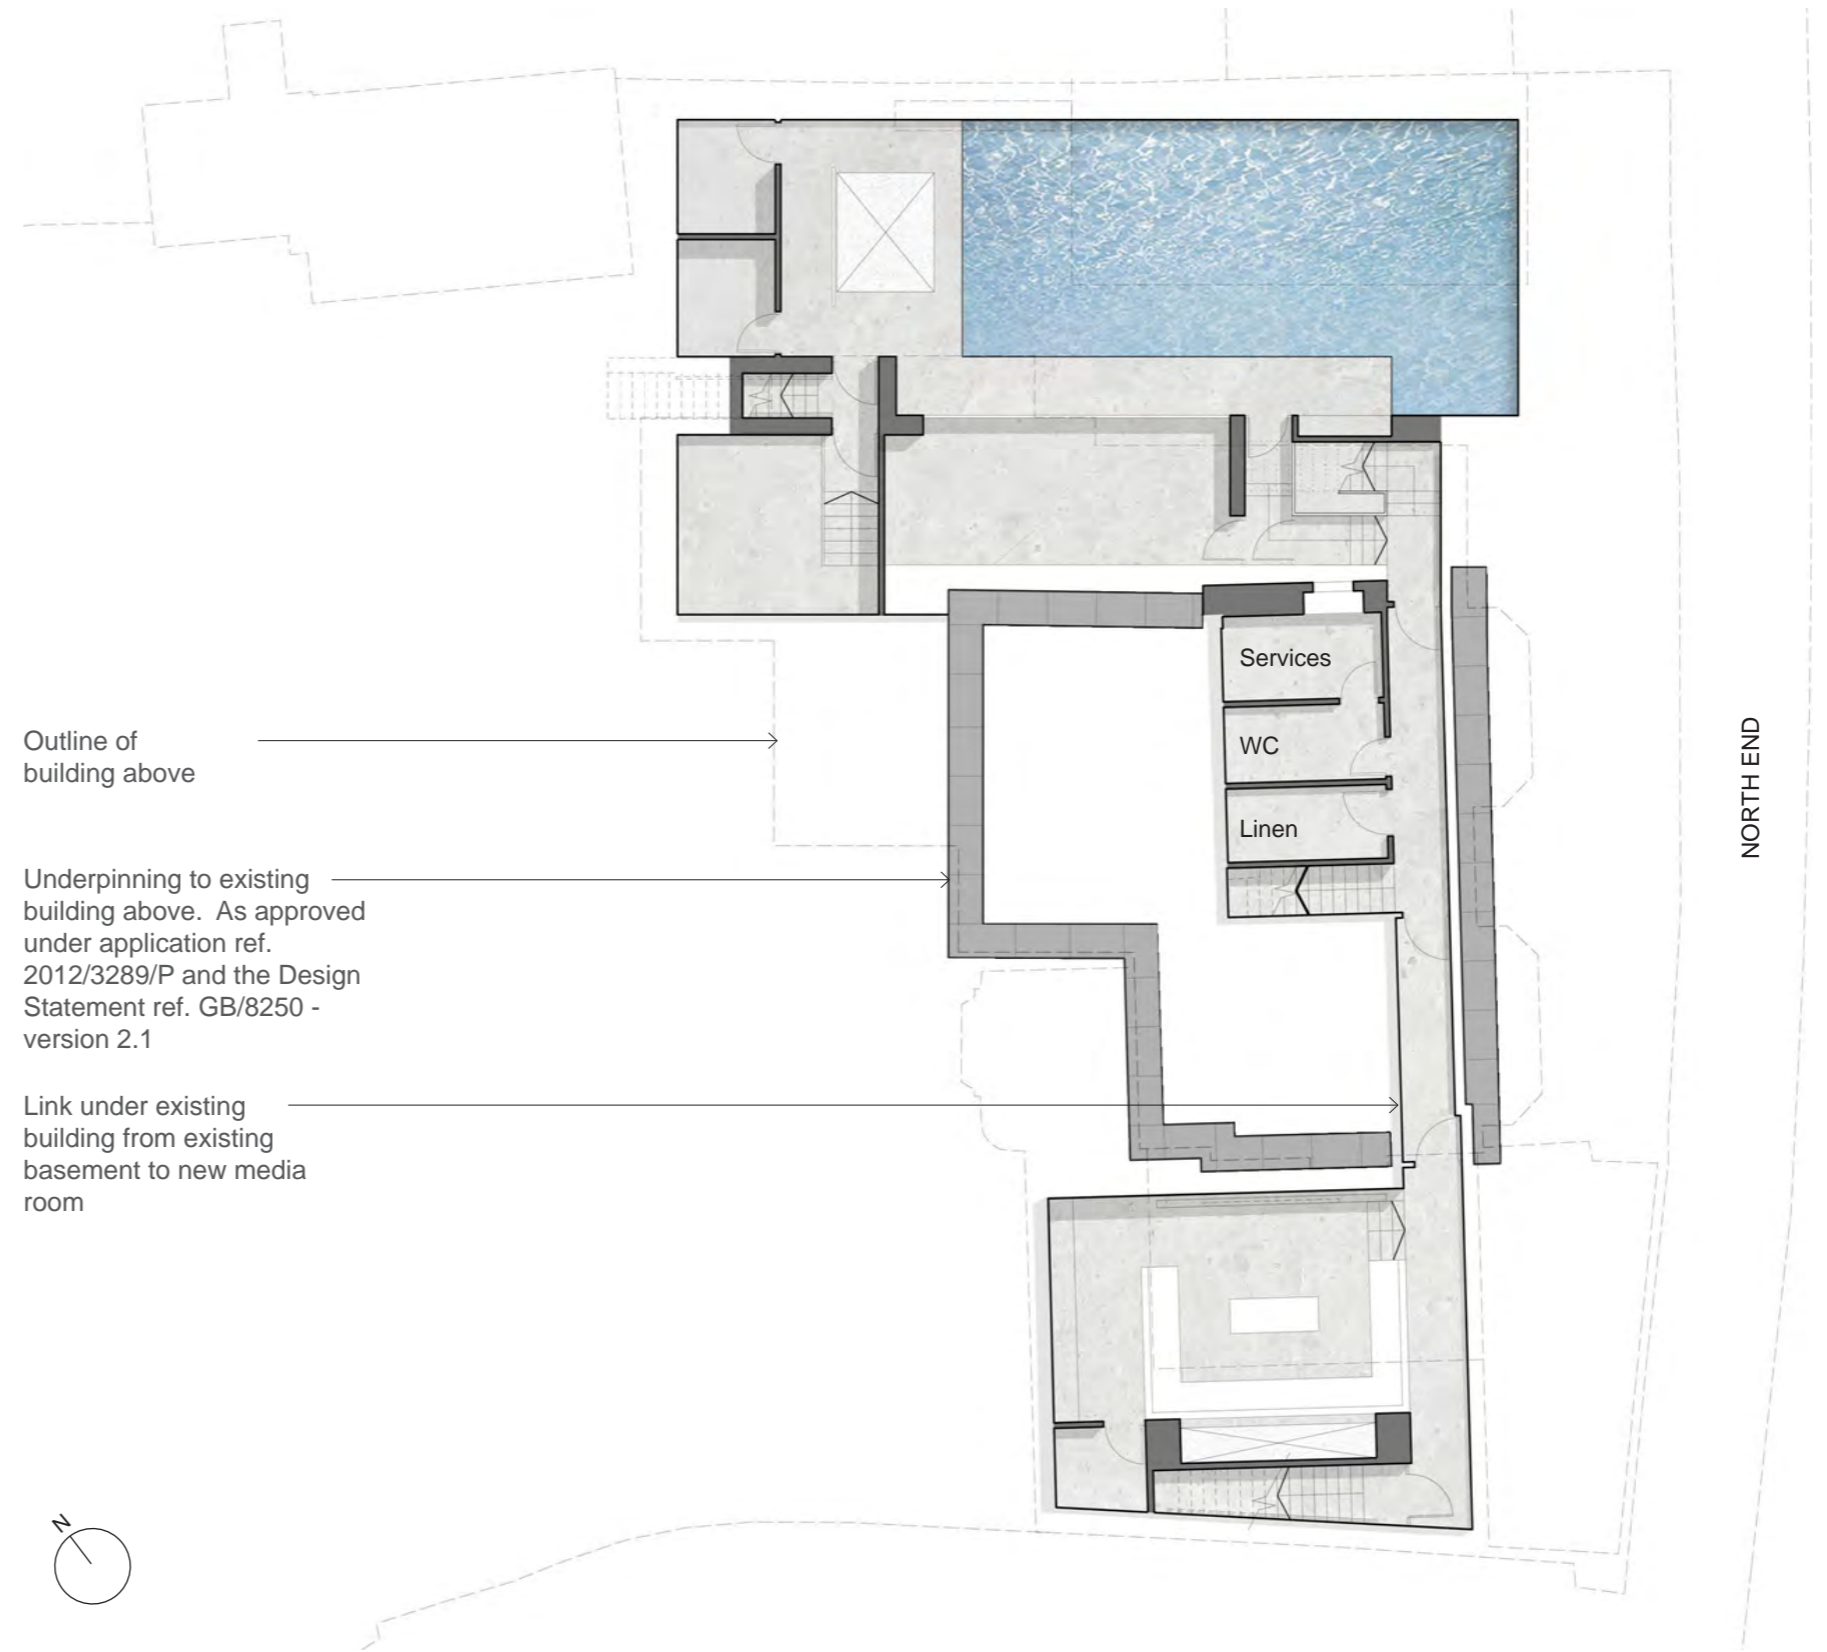 Services
WC
Linen
Outline of
building above
Underpinning to existing
building above.  As approved
under application ref.
2012/3289/P and the Design
Statement ref. GB/8250 -
version 2.1
Link under existing
building from existing
basement to new media
room
NORTH END
N